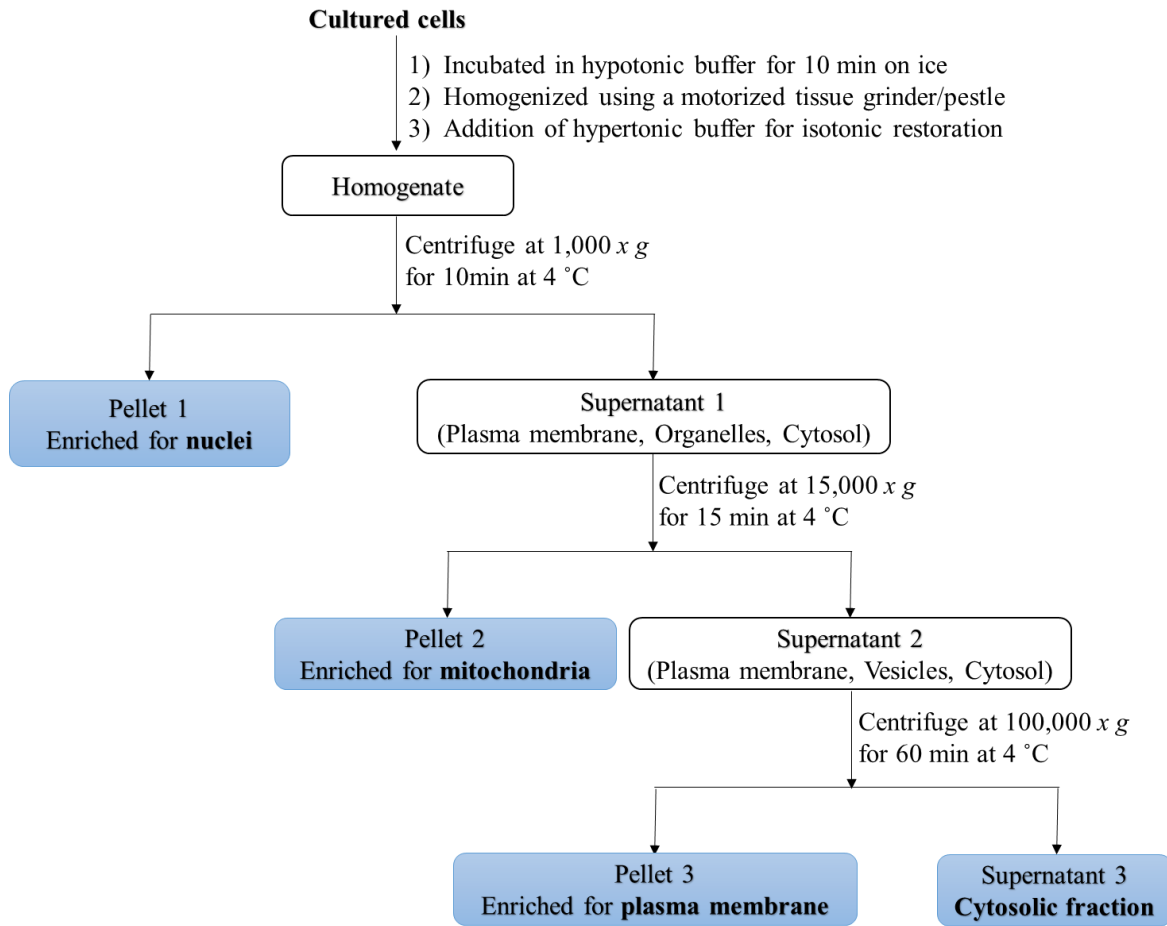 Cultured cells
1) Incubated in hypotonic buffer for 10 min on ice
2) Homogenized using a motorized tissue grinder/pestle
3) Addition of hypertonic buffer for isotonic restoration
Homogenate
Centrifuge at 1,000 x g
for 10min at 4 ˚C
Pellet 1
Enriched for nuclei
Supernatant 1
(Plasma membrane, Organelles, Cytosol)
Centrifuge at 15,000 x g
for 15 min at 4 ˚C
Pellet 2
Enriched for mitochondria
Supernatant 2
(Plasma membrane, Vesicles, Cytosol)
Centrifuge at 100,000 x g
for 60 min at 4 ˚C
Pellet 3
Enriched for plasma membrane
Supernatant 3
Cytosolic fraction